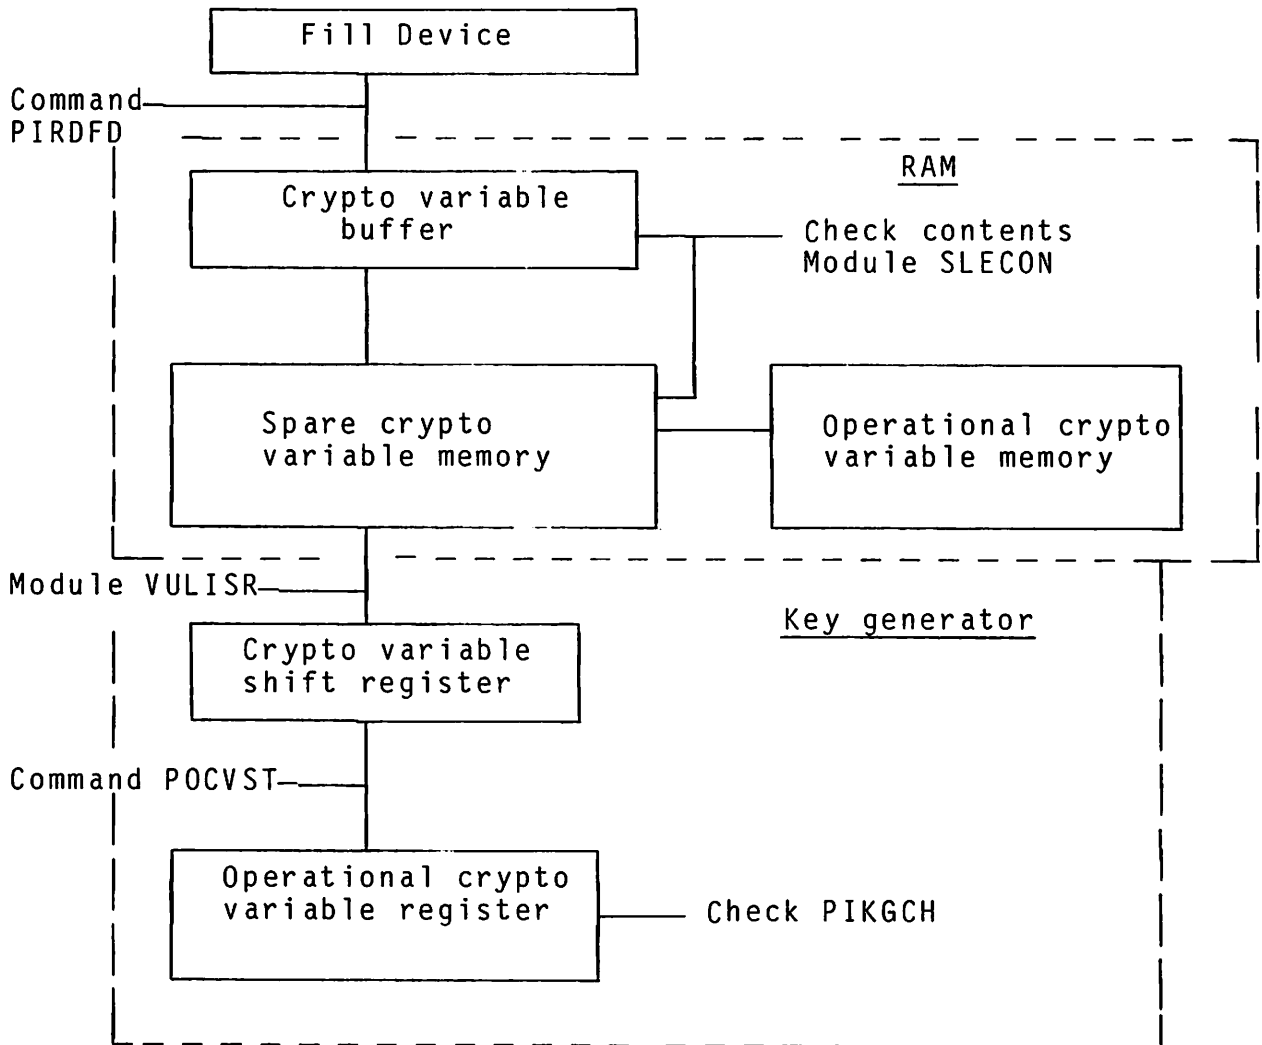 Fill Device
Command
PIRDFD
RAM
Crypto variable
buffer
Check contents
Module SLECON
Spare crypto
variable memory
Operational crypto
variable memory
Module VULISR
Key generator
Crypto variable
shift register
Command POCVST
Operational crypto
variable register
Check PIKGCH